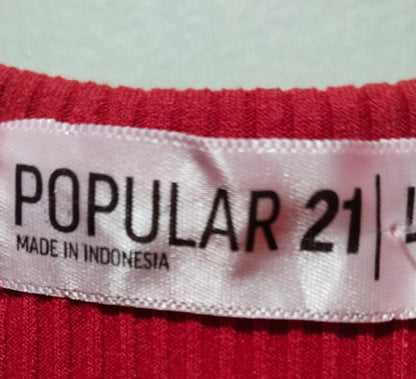 POPULAR 21 | L
MADE IN INDONESIA